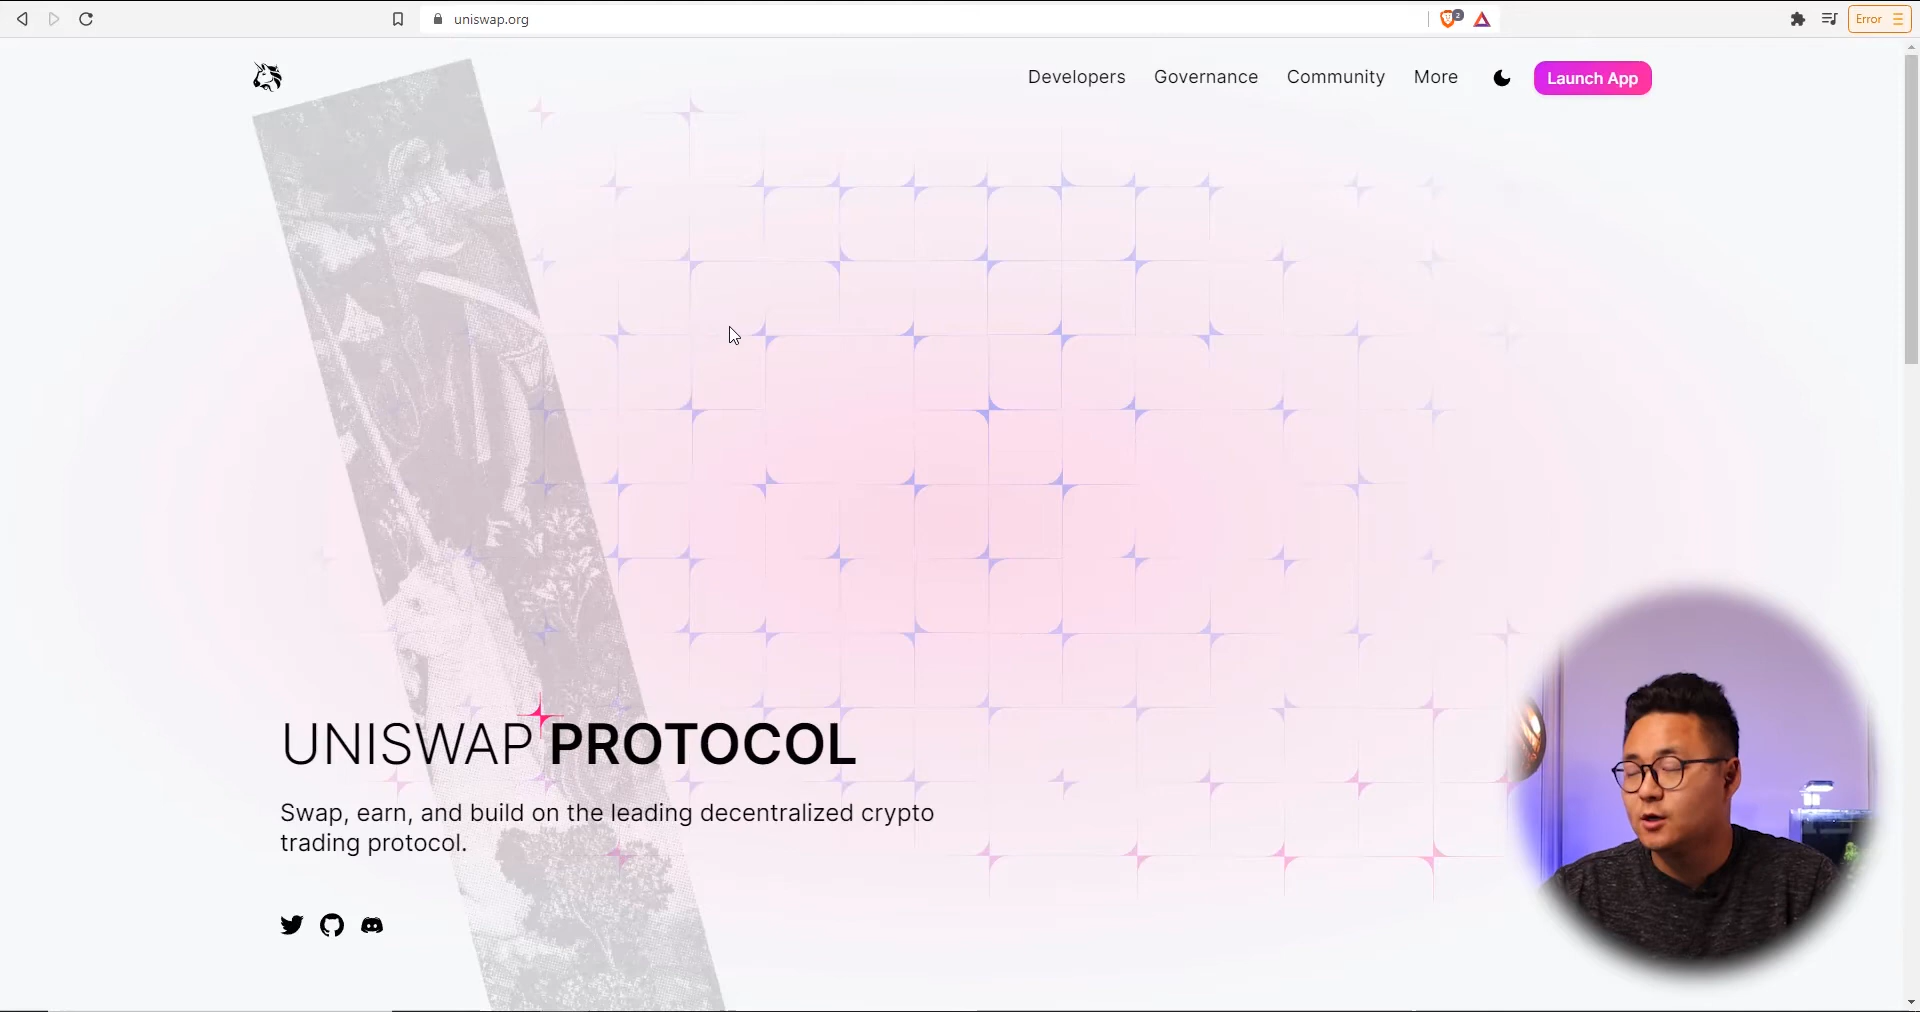 uniswap.org
2
Error
Developers
Governance
Community
More
Launch App
UNISWAP PROTOCOL
Swap, earn, and build on the leading decentralized crypto
trading protocol.